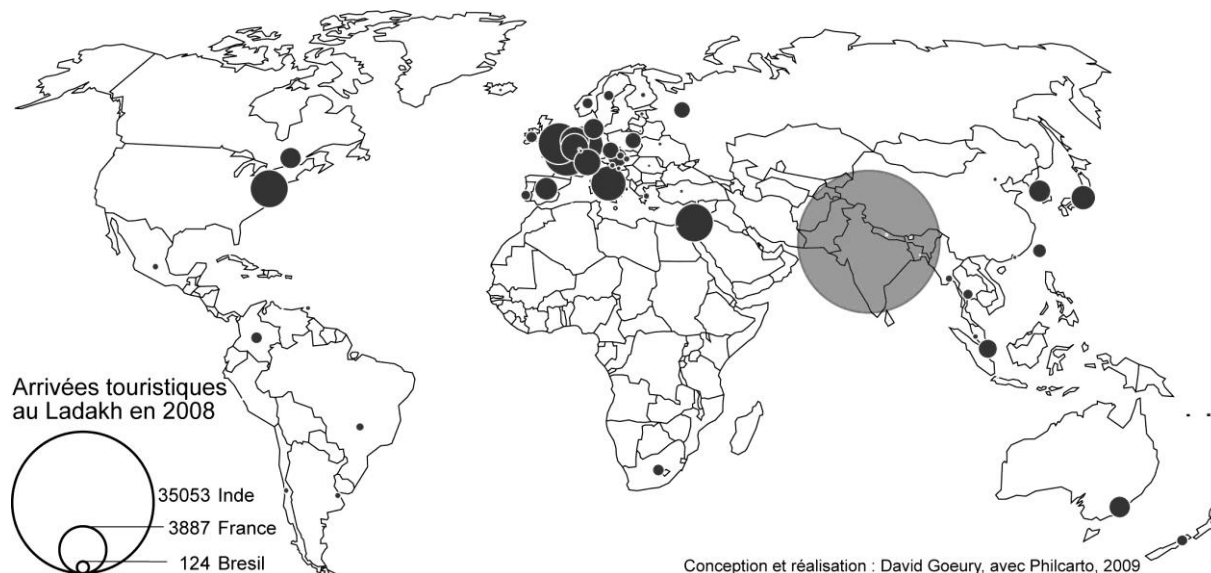 Arrivées touristiques
au Ladakh en 2008
35053 Inde
3887 France
124 Bresil
Conception et réalisation : David Goeury, avec Philcarto, 2009